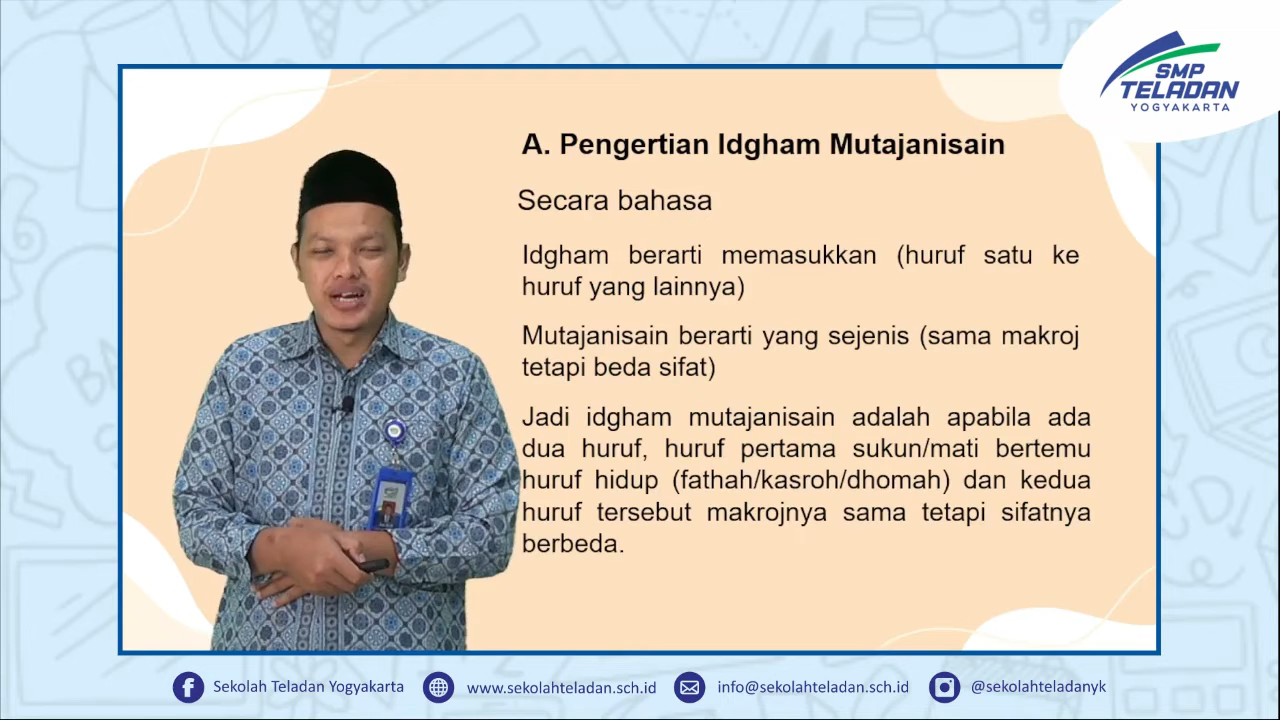 SMP
TELADAN
YOGYAKARTA
A. Pengertian Idgham Mutajanisain
Secara bahasa
Idgham berarti memasukkan (huruf satu ke
huruf yang lainnya)
Mutajanisain berarti yang sejenis (sama makroj
tetapi beda sifat)
Jadi idgham mutajanisain adalah apabila ada
dua huruf, huruf pertama sukun/mati bertemu
huruf hidup (fathah/kasroh/dhomah) dan kedua
huruf tersebut makrojnya sama tetapi sifatnya
berbeda.
Sekolah Teladan Yogyakarta
www.sekolahteladan.sch.id
info@sekolahteladan.sch.id
@sekolahteladanyk